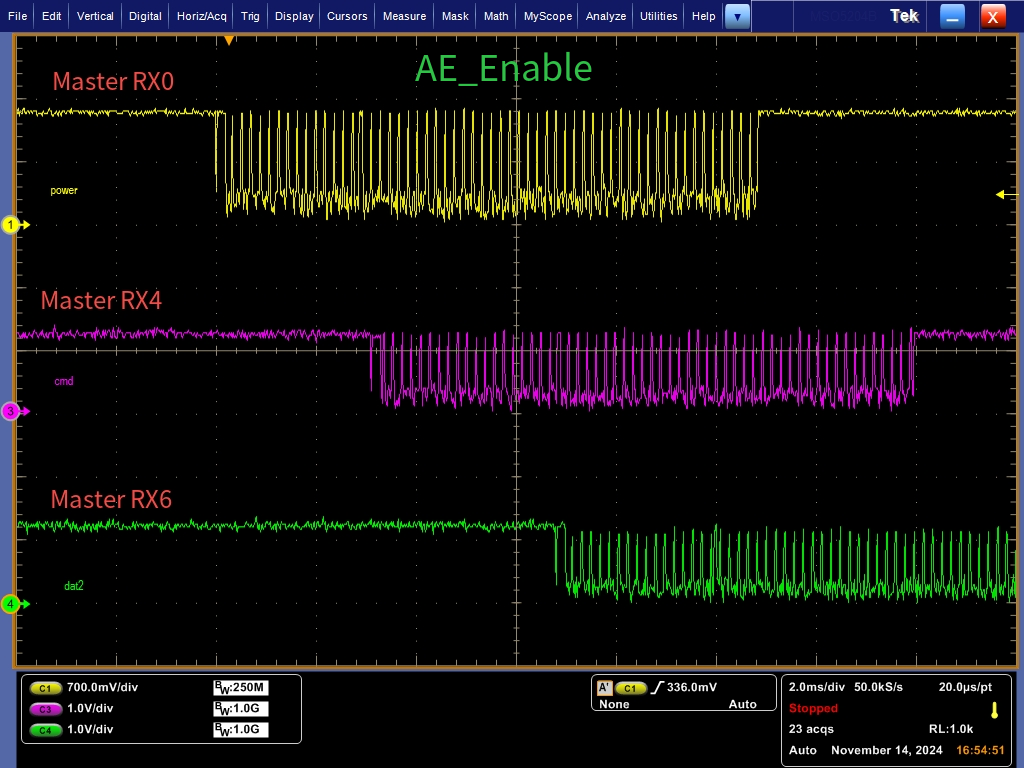 File Edit Vertical Digital Horiz/Acq Trig Display Cursors Measure Mask Math MyScope Analyze Utilities Help Tek X
AE_Enable
Master RX0
power
1
Master RX4
cmd
3
Master RX6
dat2
4
C1 700.0mV/div BW:250M
C3 1.0V/div BW:1.0G
C4 1.0V/div BW:1.0G
A' C1 336.0mV
None Auto
2.0ms/div 50.0kS/s 20.0µs/pt
Stopped
23 acqs RL:1.0k
Auto November 14, 2024 16:54:51